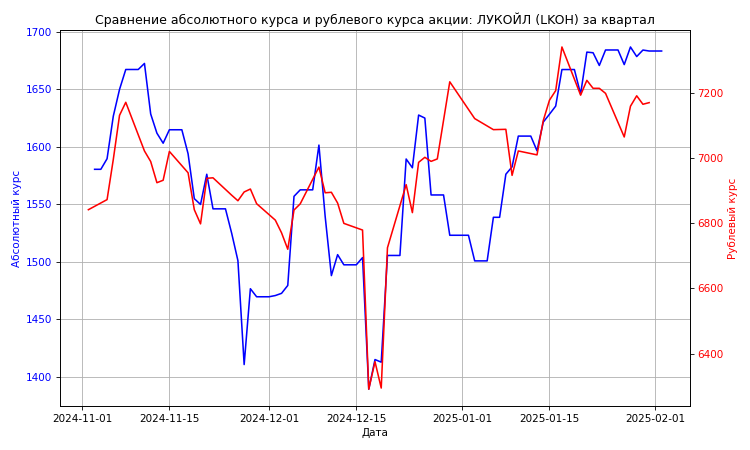 Сравнение абсолютного курса и рублевого курса акции: ЛУКОЙЛ (LKOH) за квартал
Абсолютный курс
1700
1650
1600
1550
1500
1450
1400
7200
7000
6800
6600
6400
Рублевый курс
2024-11-01 2024-11-15 2024-12-01 2024-12-15 2025-01-01 2025-01-15 2025-02-01
Дата